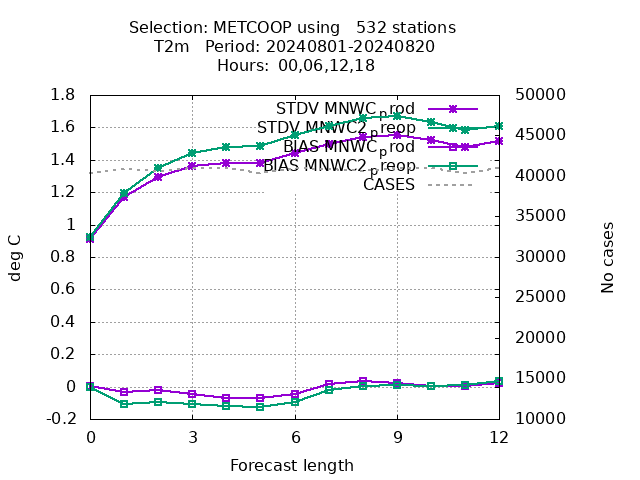 Selection: METCOOP using   532 stations
T2m   Period: 20240801-20240820
Hours:  00,06,12,18
1.8
1.6
1.4
1.2
1
0.8
0.6
0.4
0.2
0
-0.2
deg C
STDV MNWC_prod
STDV MNWC2_preop
BIAS MNWC_prod
BIAS MNWC2_preop
CASES
50000
45000
40000
35000
30000
25000
20000
15000
10000
No cases
0 3 6 9 12
Forecast length